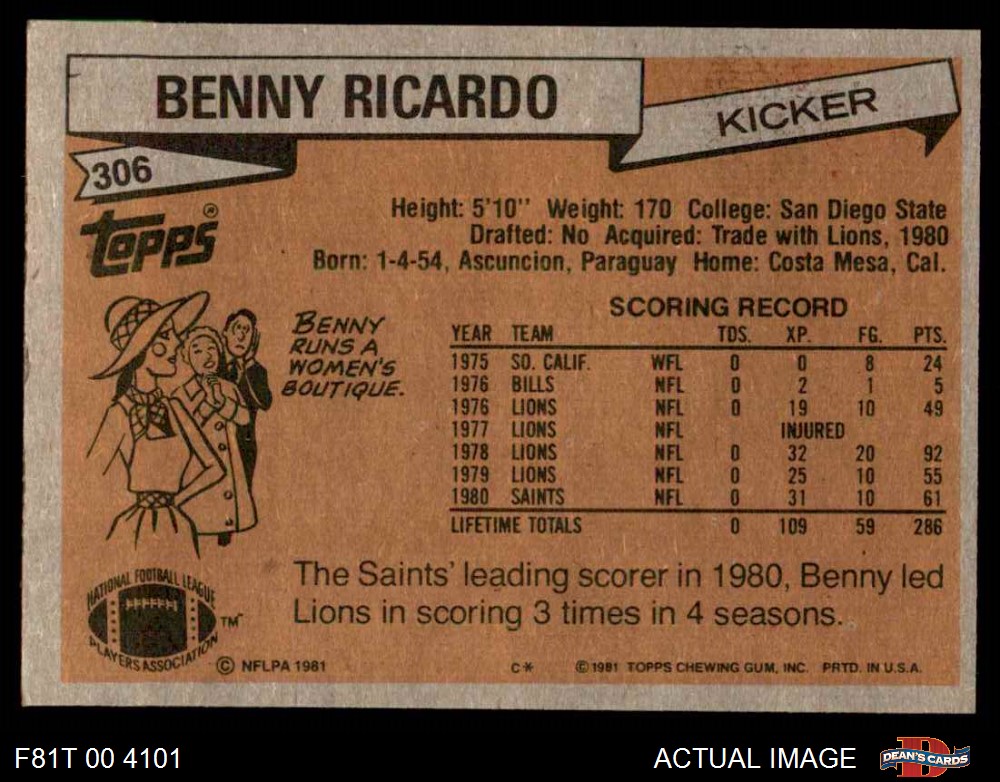 BENNY RICARDO
KICKER
306
TOPPS®
Height: 5'10" Weight: 170 College: San Diego State
Drafted: No Acquired: Trade with Lions, 1980
Born: 1-4-54, Ascuncion, Paraguay Home: Costa Mesa, Cal.
BENNY
RUNS A
WOMEN'S
BOUTIQUE.
SCORING RECORD
YEAR TEAM TDS. XP. FG. PTS.
1975 SO. CALIF. WFL 0 0 8 24
1976 BILLS NFL 0 2 1 5
1976 LIONS NFL 0 19 10 49
1977 LIONS NFL INJURED
1978 LIONS NFL 0 32 20 92
1979 LIONS NFL 0 25 10 55
1980 SAINTS NFL 0 31 10 61
LIFETIME TOTALS 0 109 59 286
The Saints' leading scorer in 1980, Benny led
Lions in scoring 3 times in 4 seasons.
NATIONAL FOOTBALL LEAGUE
PLAYERS ASSOCIATION
TM
© NFLPA 1981 C* © 1981 TOPPS CHEWING GUM, INC. PRTD. IN U.S.A.
F81T 00 4101
ACTUAL IMAGE
D
DEAN'S CARDS